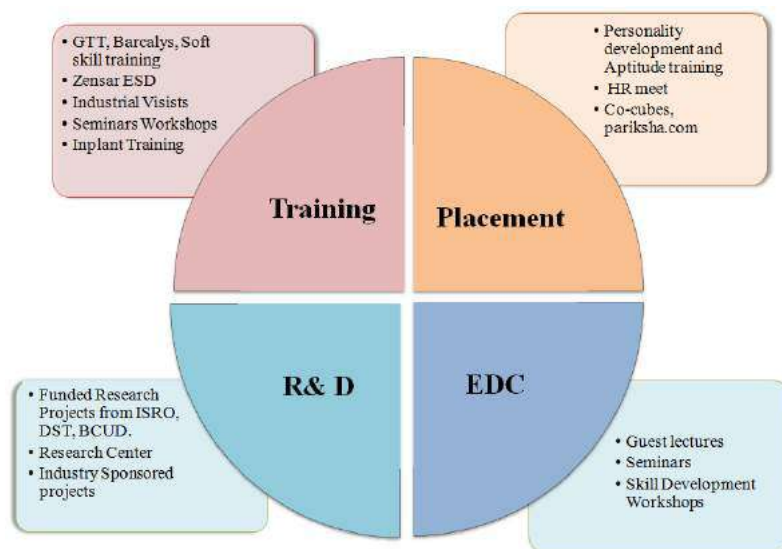 • GTT, Barcalys, Soft
skill training
• Zensar ESD
• Industrial Visists
• Seminars Workshops
• Inplant Training
• Personality
development and
Aptitude training
• HR meet
• Co-cubes,
pariksha.com
Training
Placement
R& D
EDC
• Funded Research
Projects from ISRO,
DST, BCUD.
• Research Center
• Industry Sponsored
projects
• Guest lectures
• Seminars
• Skill Development
Workshops